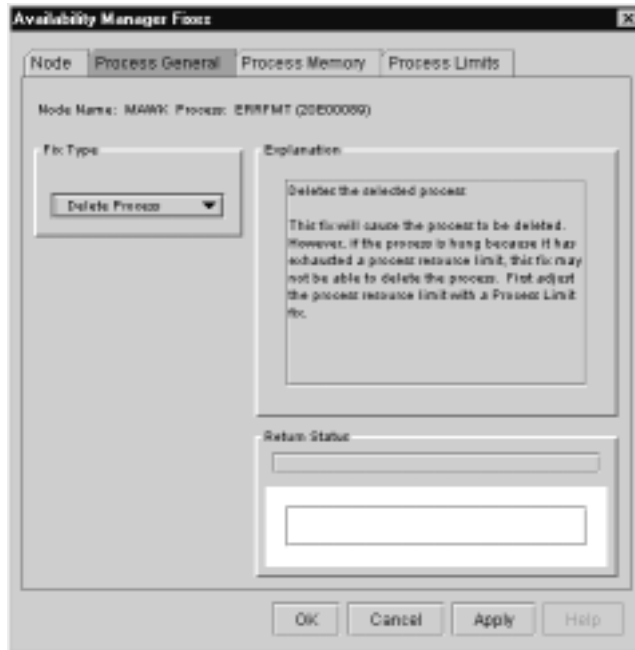 Availability Manager Fixes
Node Process General Process Memory Process Limits
Node Name: MAWK Process: ERRFMT (20E00089)
Fix Type
Delete Process
Explanation
Deletes the selected process
This fix will cause the process to be deleted.
However, if the process is hung because it has
exhausted a process resource limit, this fix may
not be able to delete the process. First adjust
the process resource limit with a Process Limit
fix.
Return Status
OK Cancel Apply Help